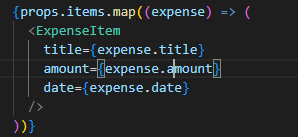 {props.items.map((expense) => (
<ExpenseItem
title={expense.title}
amount={expense.amount}
date={expense.date}
/>
))}